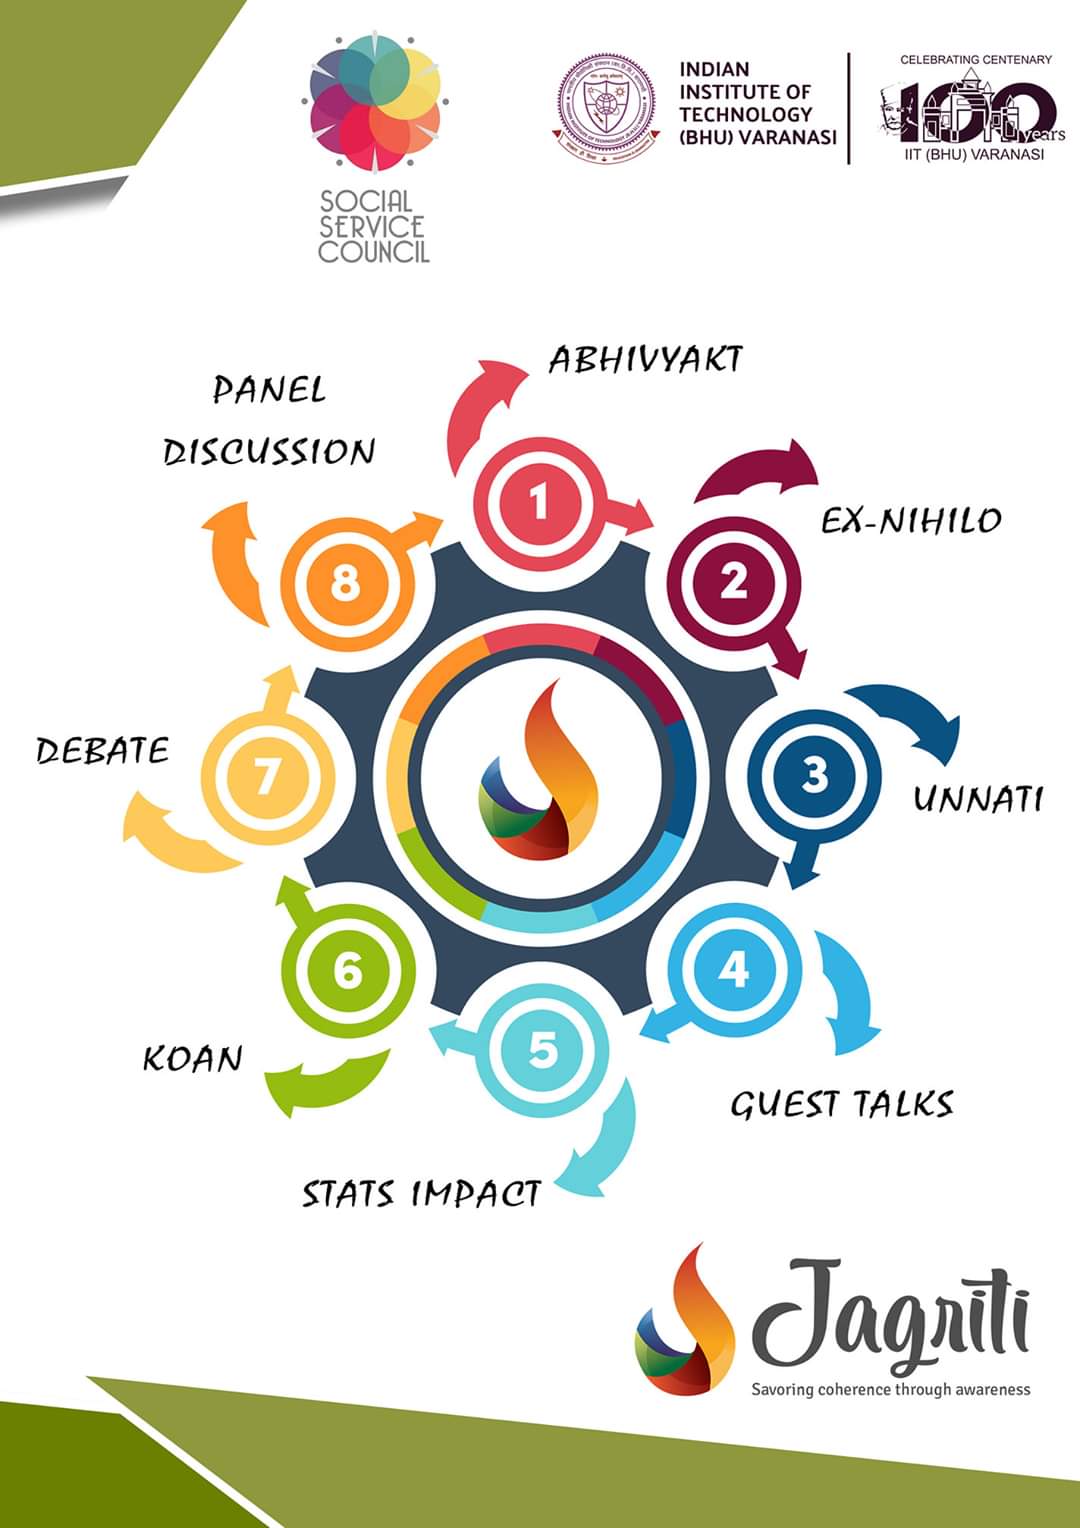 SOCIAL
SERVICE
COUNCIL
INDIAN
INSTITUTE OF
TECHNOLOGY
(BHU) VARANASI
CELEBRATING CENTENARY
100
years
IIT (BHU) VARANASI
ABHIVYAKT
PANEL
DISCUSSION
1
EX-NIHILO
2
8
UNNATI
3
DEBATE
7
4
GUEST TALKS
6
KOAN
5
STATS IMPACT
Jagriti
Savoring coherence through awareness